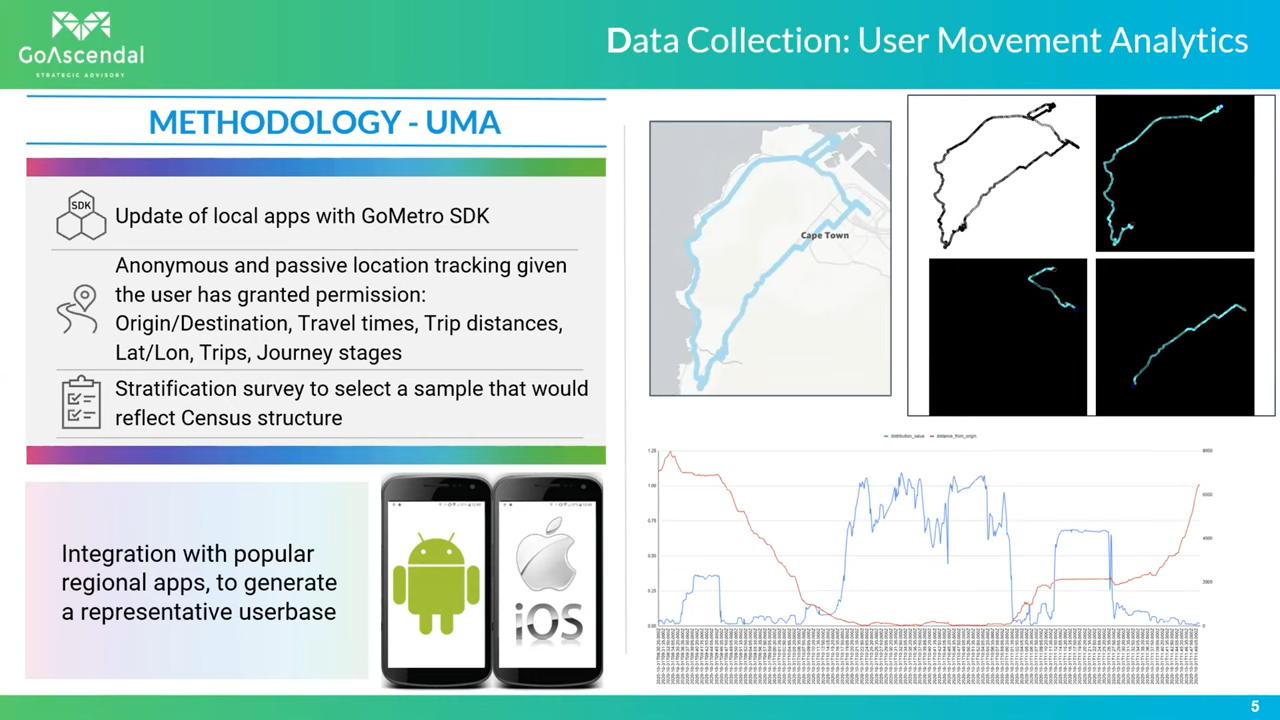 GoAscendal
STRATEGIC ADVISORY
Data Collection: User Movement Analytics
METHODOLOGY - UMA
SDK
Update of local apps with GoMetro SDK
Anonymous and passive location tracking given
the user has granted permission:
Origin/Destination, Travel times, Trip distances,
Lat/Lon, Trips, Journey stages
Stratification survey to select a sample that would
reflect Census structure
Integration with popular
regional apps, to generate
a representative userbase
iOS
Cape Town
distribution_value distance_from_origin
1.25
1.00
0.75
0.50
0.25
0.00
8000
6000
4000
2000
0
5